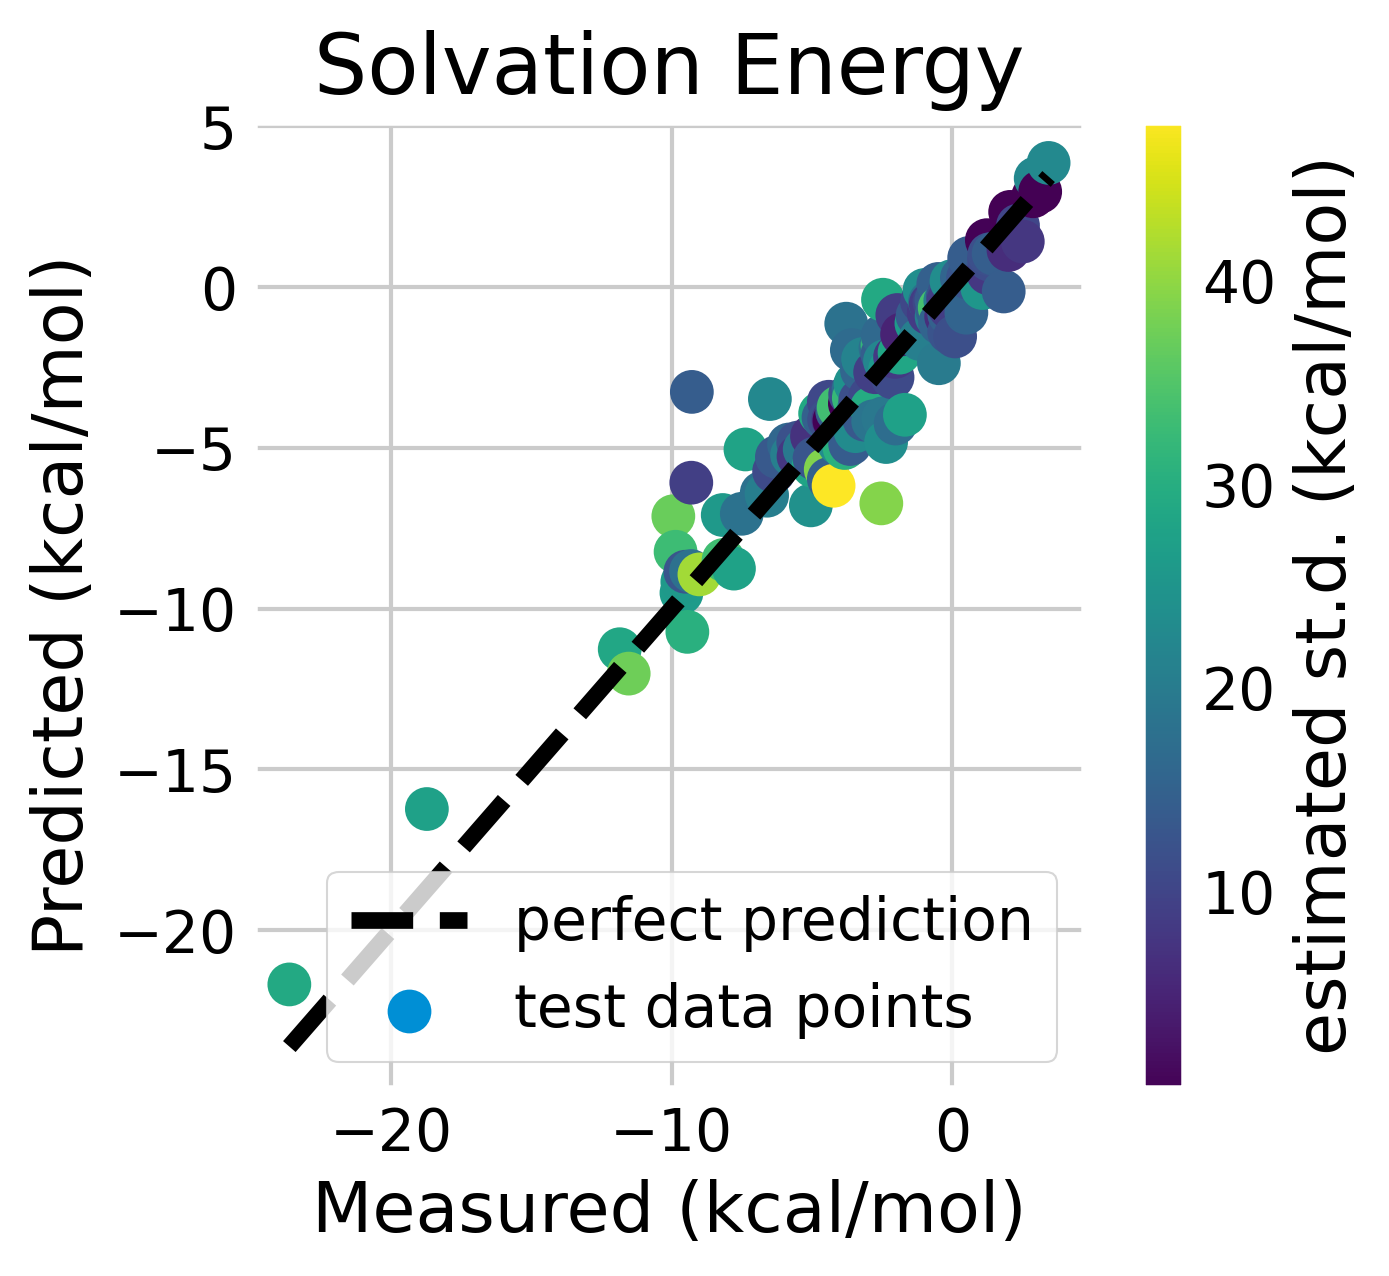 Solvation Energy
5
0
−5
−10
−15
−20
Predicted (kcal/mol)
−20
−10
0
Measured (kcal/mol)
perfect prediction
test data points
40
30
20
10
estimated st.d. (kcal/mol)